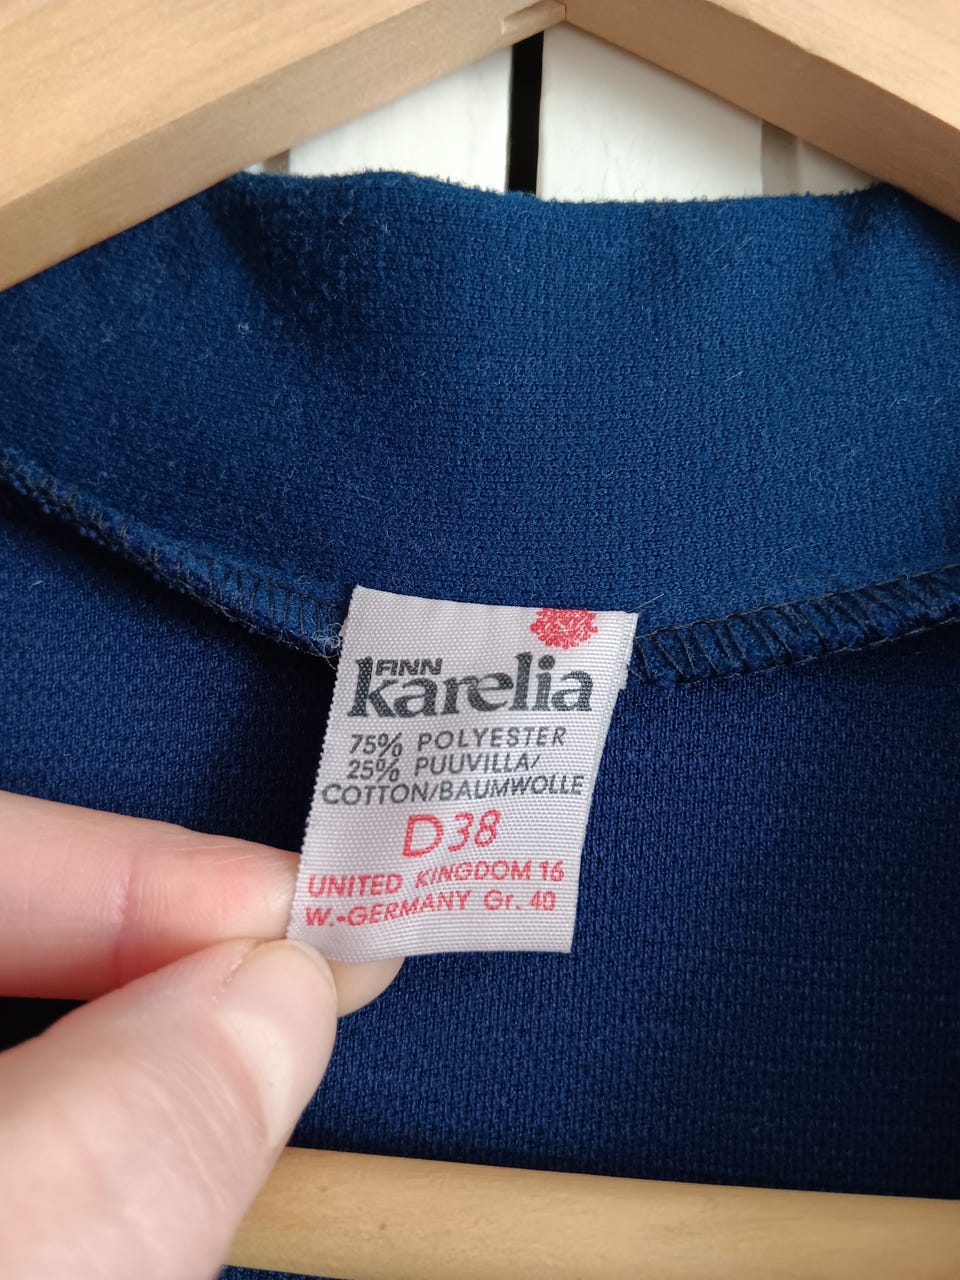 FINN
karelia
75% POLYESTER
25% PUUVILLA/
COTTON/BAUMWOLLE
D38
UNITED KINGDOM 16
W.-GERMANY Gr. 40